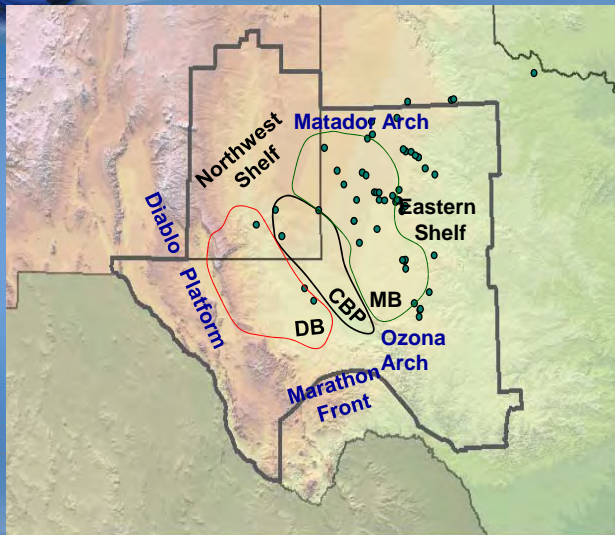 Matador Arch
Northwest
Shelf
Diablo
Platform
Eastern
Shelf
CBP
MB
DB
Ozona
Arch
Marathon
Front